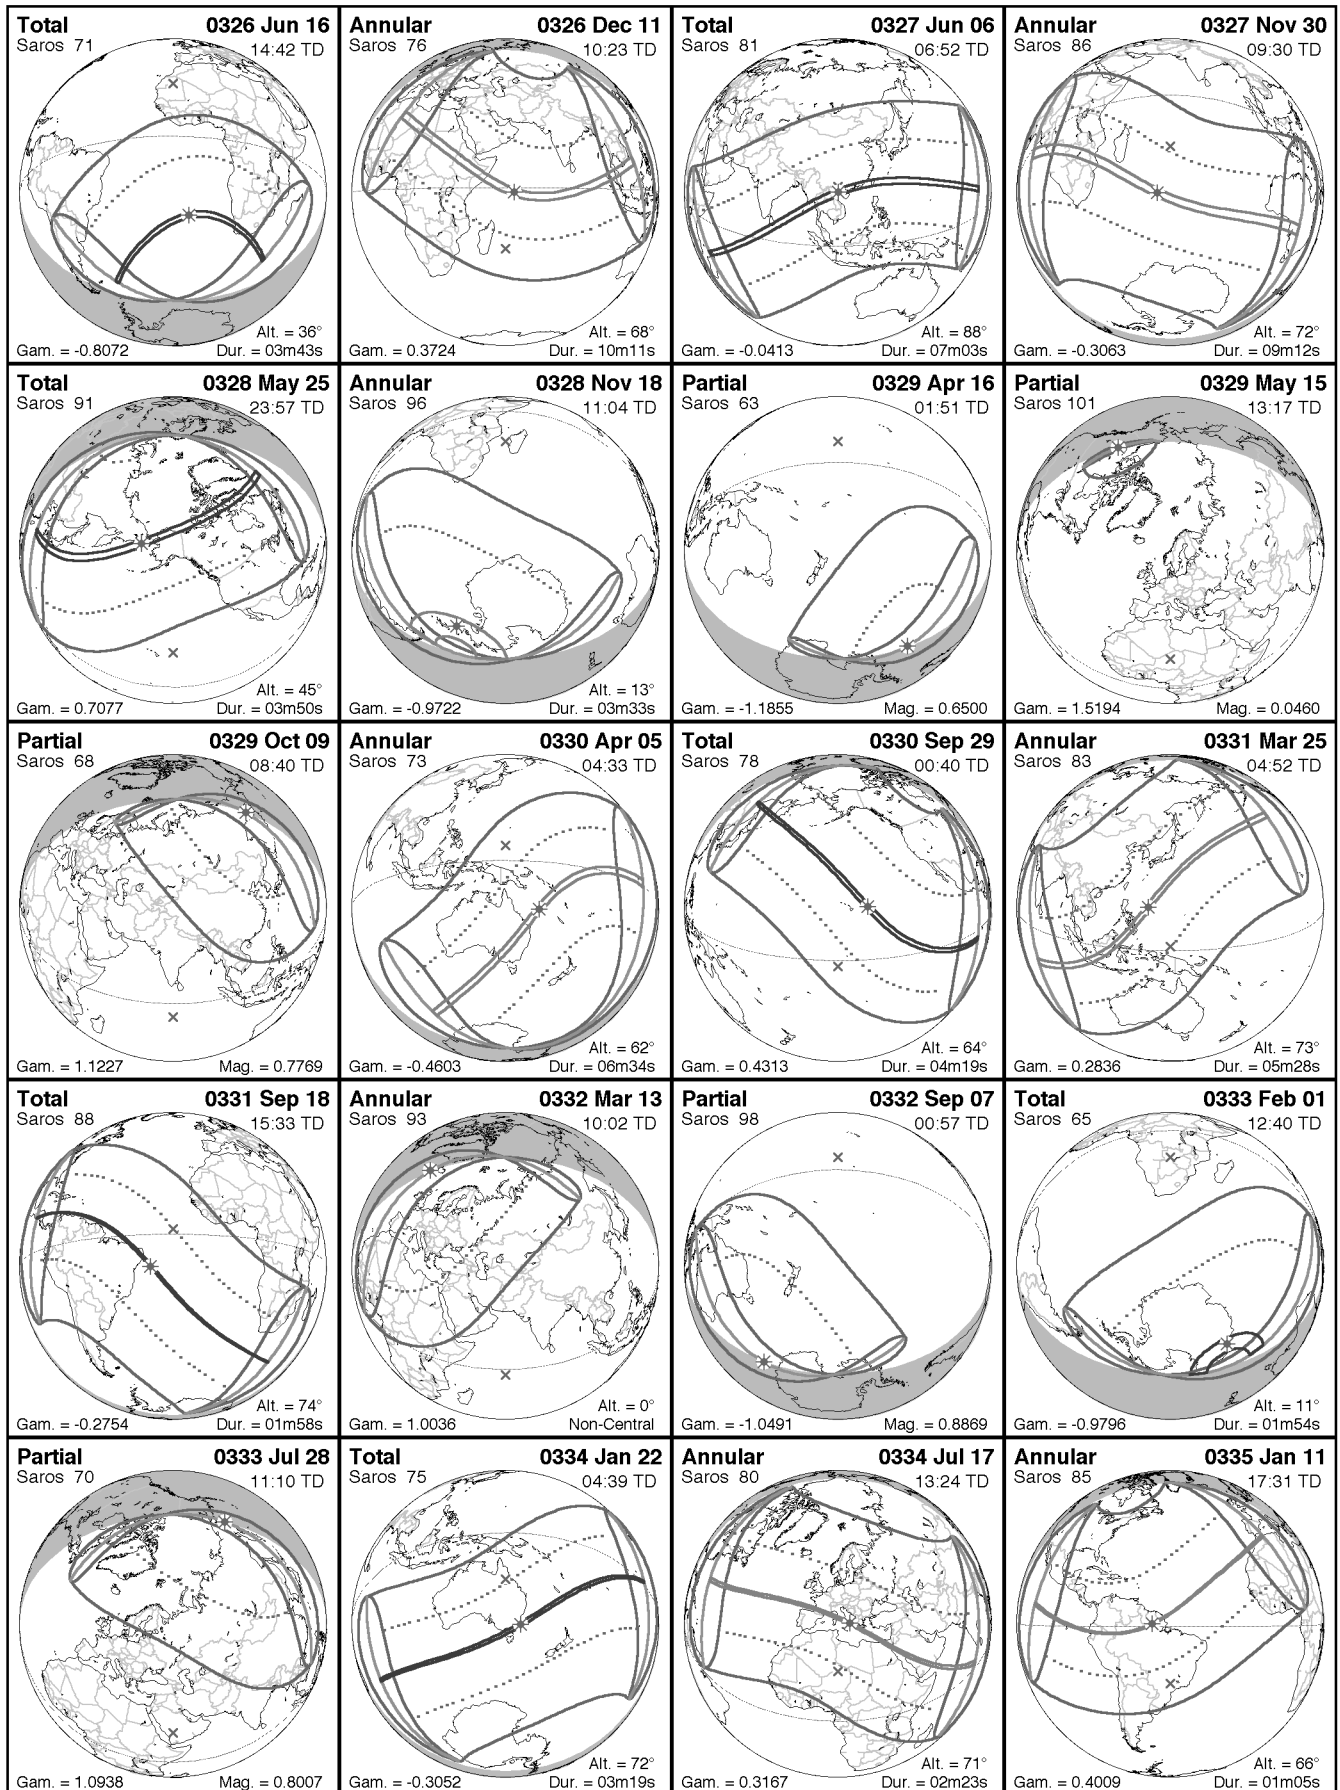 Total 0326 Jun 16
Saros 71 14:42 TD
Alt. = 36°
Gam. = -0.8072 Dur. = 03m43s
Annular 0326 Dec 11
Saros 76 10:23 TD
Alt. = 68°
Gam. = 0.3724 Dur. = 10m11s
Total 0327 Jun 06
Saros 81 06:52 TD
Alt. = 88°
Gam. = -0.0413 Dur. = 07m03s
Annular 0327 Nov 30
Saros 86 09:30 TD
Alt. = 72°
Gam. = -0.3063 Dur. = 09m12s
Total 0328 May 25
Saros 91 23:57 TD
Alt. = 45°
Gam. = 0.7077 Dur. = 03m50s
Annular 0328 Nov 18
Saros 96 11:04 TD
Alt. = 13°
Gam. = -0.9722 Dur. = 03m33s
Partial 0329 Apr 16
Saros 63 01:51 TD
Gam. = -1.1855 Mag. = 0.6500
Partial 0329 May 15
Saros 101 13:17 TD
Gam. = 1.5194 Mag. = 0.0460
Partial 0329 Oct 09
Saros 68 08:40 TD
Gam. = 1.1227 Mag. = 0.7769
Annular 0330 Apr 05
Saros 73 04:33 TD
Alt. = 62°
Gam. = -0.4603 Dur. = 06m34s
Total 0330 Sep 29
Saros 78 00:40 TD
Alt. = 64°
Gam. = 0.4313 Dur. = 04m19s
Annular 0331 Mar 25
Saros 83 04:52 TD
Alt. = 73°
Gam. = 0.2836 Dur. = 05m28s
Total 0331 Sep 18
Saros 88 15:33 TD
Alt. = 74°
Gam. = -0.2754 Dur. = 01m58s
Annular 0332 Mar 13
Saros 93 10:02 TD
Alt. = 0°
Gam. = 1.0036 Non-Central
Partial 0332 Sep 07
Saros 98 00:57 TD
Gam. = -1.0491 Mag. = 0.8869
Total 0333 Feb 01
Saros 65 12:40 TD
Alt. = 11°
Gam. = -0.9796 Dur. = 01m54s
Partial 0333 Jul 28
Saros 70 11:10 TD
Gam. = 1.0938 Mag. = 0.8007
Total 0334 Jan 22
Saros 75 04:39 TD
Alt. = 72°
Gam. = -0.3052 Dur. = 03m19s
Annular 0334 Jul 17
Saros 80 13:24 TD
Alt. = 71°
Gam. = 0.3167 Dur. = 02m23s
Annular 0335 Jan 11
Saros 85 17:31 TD
Alt. = 66°
Gam. = 0.4009 Dur. = 01m05s